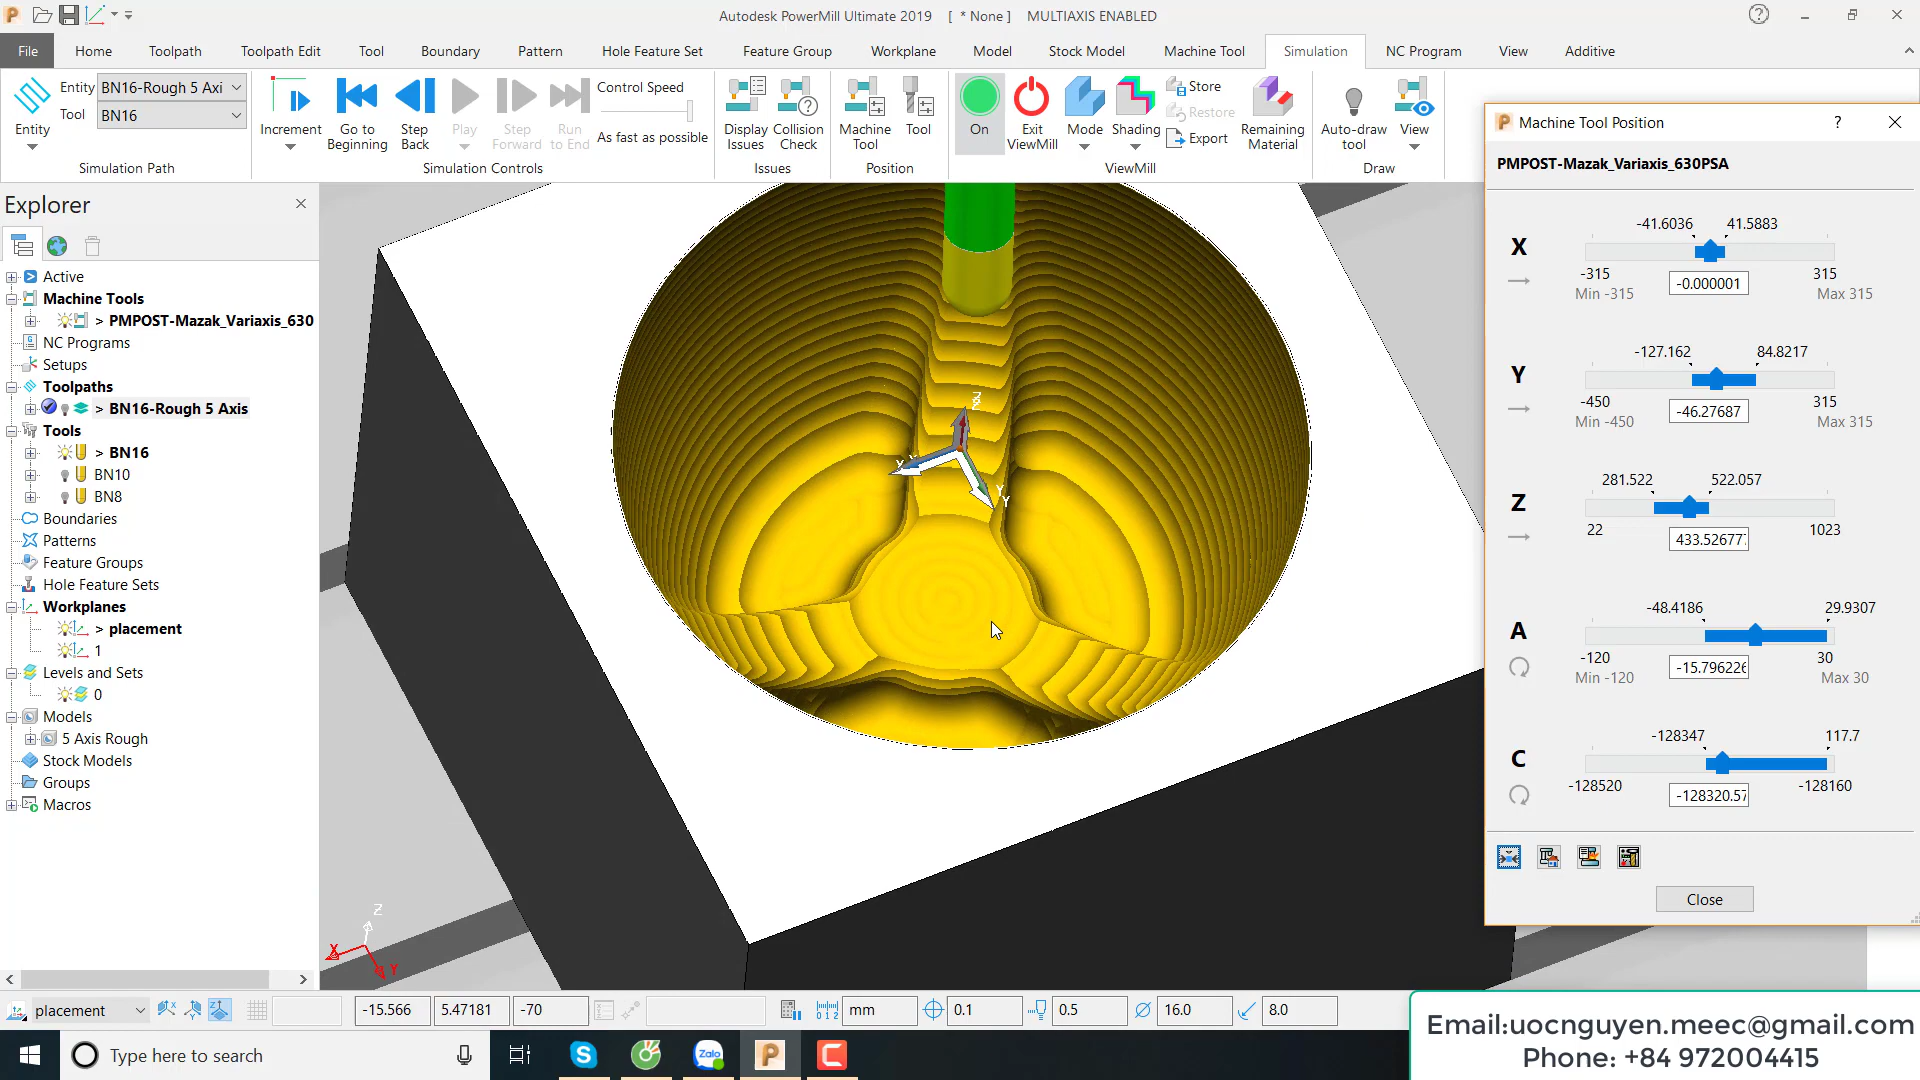 Autodesk PowerMill Ultimate 2019 [ * None ] MULTIAXIS ENABLED
File Home Toolpath Toolpath Edit Tool Boundary Pattern Hole Feature Set Feature Group Workplane Model Stock Model Machine Tool Simulation NC Program View Additive
Entity
Entity BN16-Rough 5 Axi
Tool BN16
Simulation Path
Increment
Go to Beginning
Step Back
Play
Step Forward
Run to End
Control Speed
As fast as possible
Simulation Controls
Display Issues
Collision Check
Issues
Machine Tool
Tool
Position
On
Exit ViewMill
Mode
Shading
Store
Restore
Export
Remaining Material
ViewMill
Auto-draw tool
View
Draw
Explorer
Active
Machine Tools
> PMPOST-Mazak_Variaxis_630
NC Programs
Setups
Toolpaths
> BN16-Rough 5 Axis
Tools
> BN16
BN10
BN8
Boundaries
Patterns
Feature Groups
Hole Feature Sets
Workplanes
> placement
1
Levels and Sets
0
Models
5 Axis Rough
Stock Models
Groups
Macros
Z
Z
X
Y
Y
Y
Z
X
Y
Machine Tool Position
?
PMPOST-Mazak_Variaxis_630PSA
-41.6036 41.5883
X
-315 -0.000001 315
Min -315 Max 315
-127.162 84.8217
Y
-450 -46.27687 315
Min -450 Max 315
281.522 522.057
Z
22 433.52677 1023
-48.4186 29.9307
A
-120 -15.796226 30
Min -120 Max 30
-128347 117.7
C
-128520 -128320.57 -128160
Close
placement -15.566 5.47181 -70 mm 0.1 0.5 16.0 8.0
Type here to search
Zalo
Email:uocnguyen.meec@gmail.com
Phone: +84 972004415